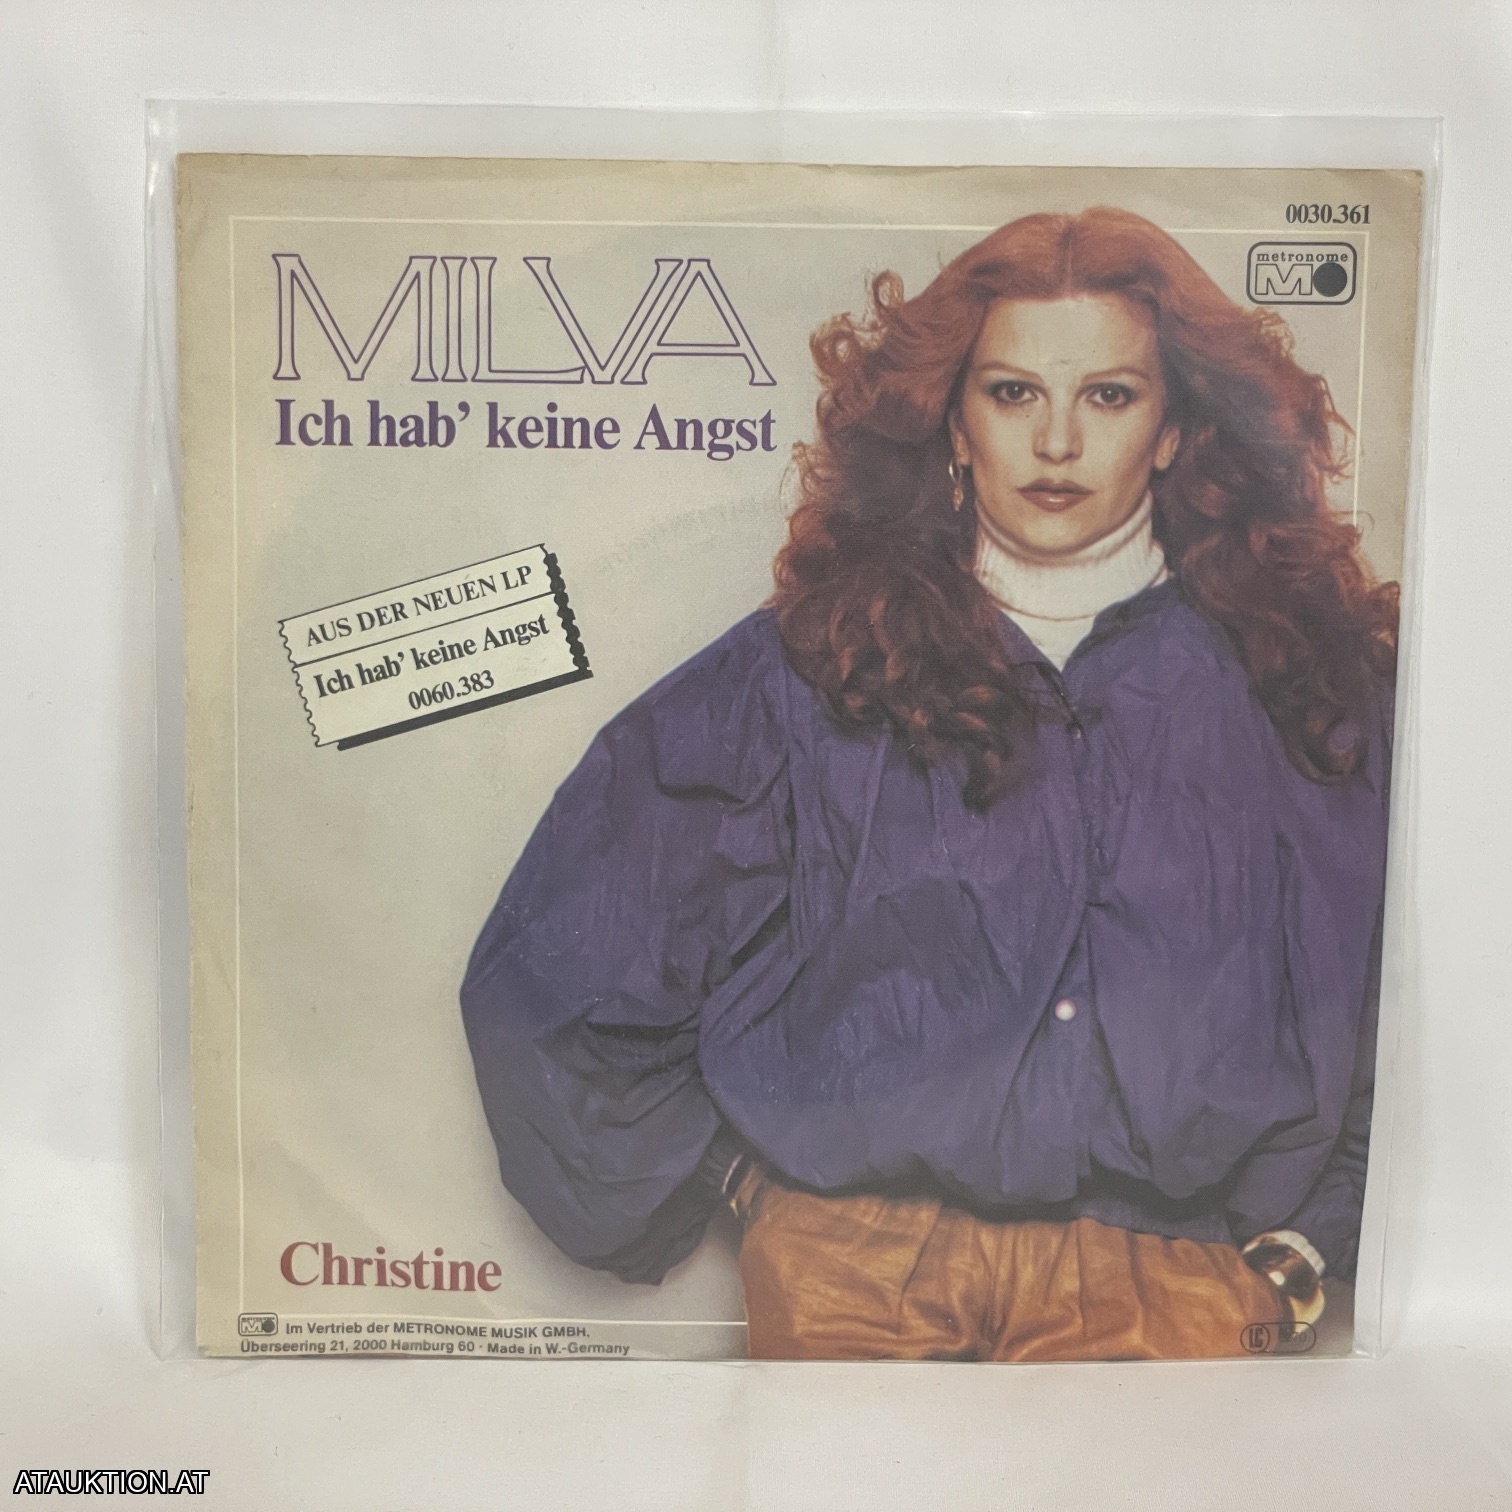 0030.361
metronome
M
MILVA
Ich hab’ keine Angst
AUS DER NEUEN LP
Ich hab’ keine Angst
0060.383
Christine
Im Vertrieb der METRONOME MUSIK GMBH,
Überseering 21, 2000 Hamburg 60 · Made in W.-Germany
LC
ATAUKTION.AT